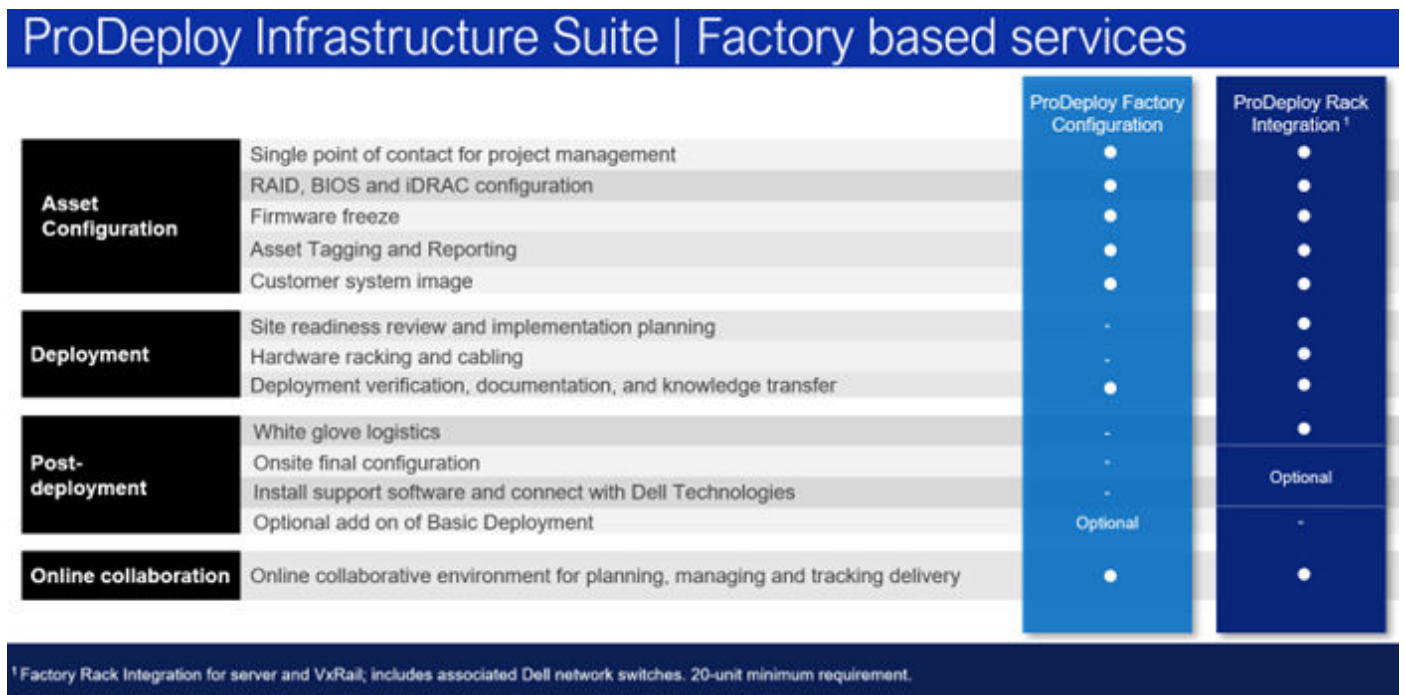 ProDeploy Infrastructure Suite | Factory based services
ProDeploy Factory
Configuration
ProDeploy Rack
Integration ¹
Asset
Configuration
Single point of contact for project management
RAID, BIOS and iDRAC configuration
Firmware freeze
Asset Tagging and Reporting
Customer system image
Deployment
Site readiness review and implementation planning -
Hardware racking and cabling -
Deployment verification, documentation, and knowledge transfer
Post-
deployment
White glove logistics -
Onsite final configuration -
Install support software and connect with Dell Technologies -
Optional
Optional add on of Basic Deployment Optional -
Online collaboration Online collaborative environment for planning, managing and tracking delivery
¹ Factory Rack Integration for server and VxRail; includes associated Dell network switches. 20-unit minimum requirement.